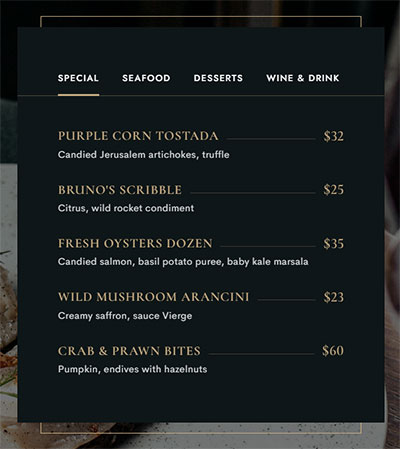 SPECIAL SEAFOOD DESSERTS WINE & DRINK
PURPLE CORN TOSTADA $32
Candied Jerusalem artichokes, truffle
BRUNO'S SCRIBBLE $25
Citrus, wild rocket condiment
FRESH OYSTERS DOZEN $35
Candied salmon, basil potato puree, baby kale marsala
WILD MUSHROOM ARANCINI $23
Creamy saffron, sauce Vierge
CRAB & PRAWN BITES $60
Pumpkin, endives with hazelnuts